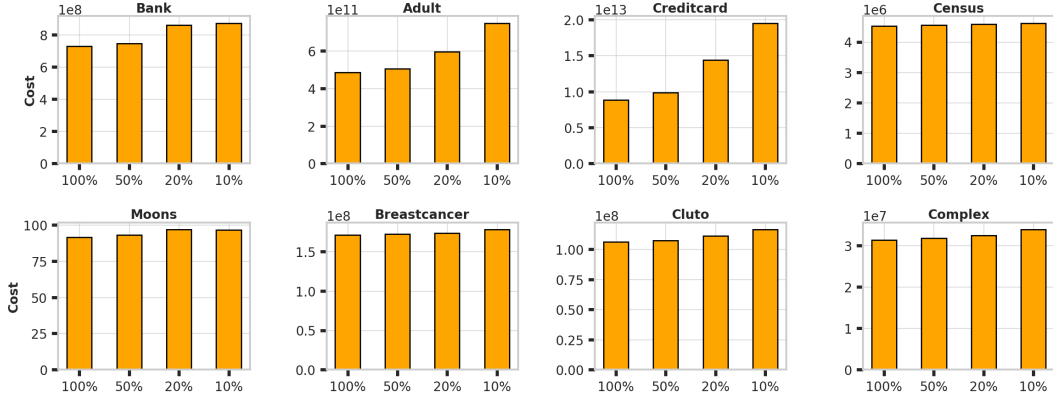 Bank
1e8
Cost
8
6
4
2
0
100% 50% 20% 10%
Adult
1e11
6
4
2
0
100% 50% 20% 10%
Creditcard
1e13
2.0
1.5
1.0
0.5
0.0
100% 50% 20% 10%
Census
1e6
4
3
2
1
0
100% 50% 20% 10%
Moons
Cost
100
75
50
25
0
100% 50% 20% 10%
Breastcancer
1e8
1.5
1.0
0.5
0.0
100% 50% 20% 10%
Cluto
1e8
1.00
0.75
0.50
0.25
0.00
100% 50% 20% 10%
Complex
1e7
3
2
1
0
100% 50% 20% 10%